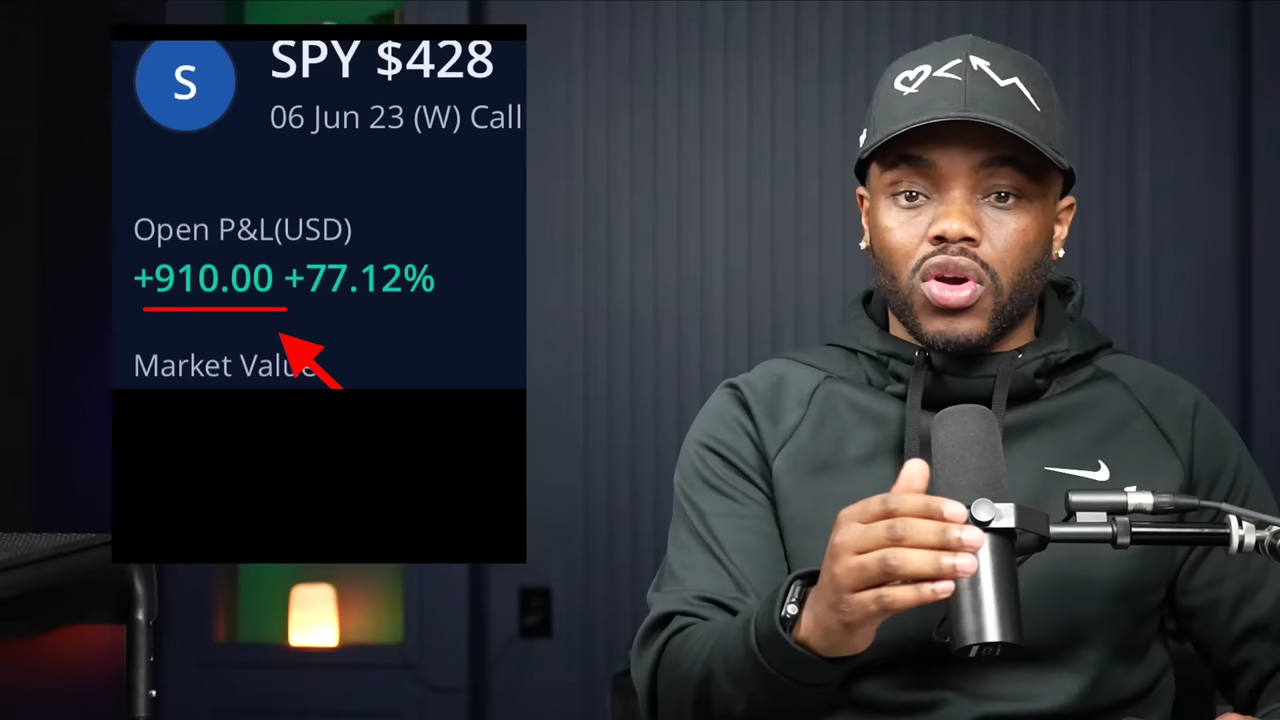 S
SPY $428
06 Jun 23 (W) Call
Open P&L(USD)
+910.00 +77.12%
Market Value